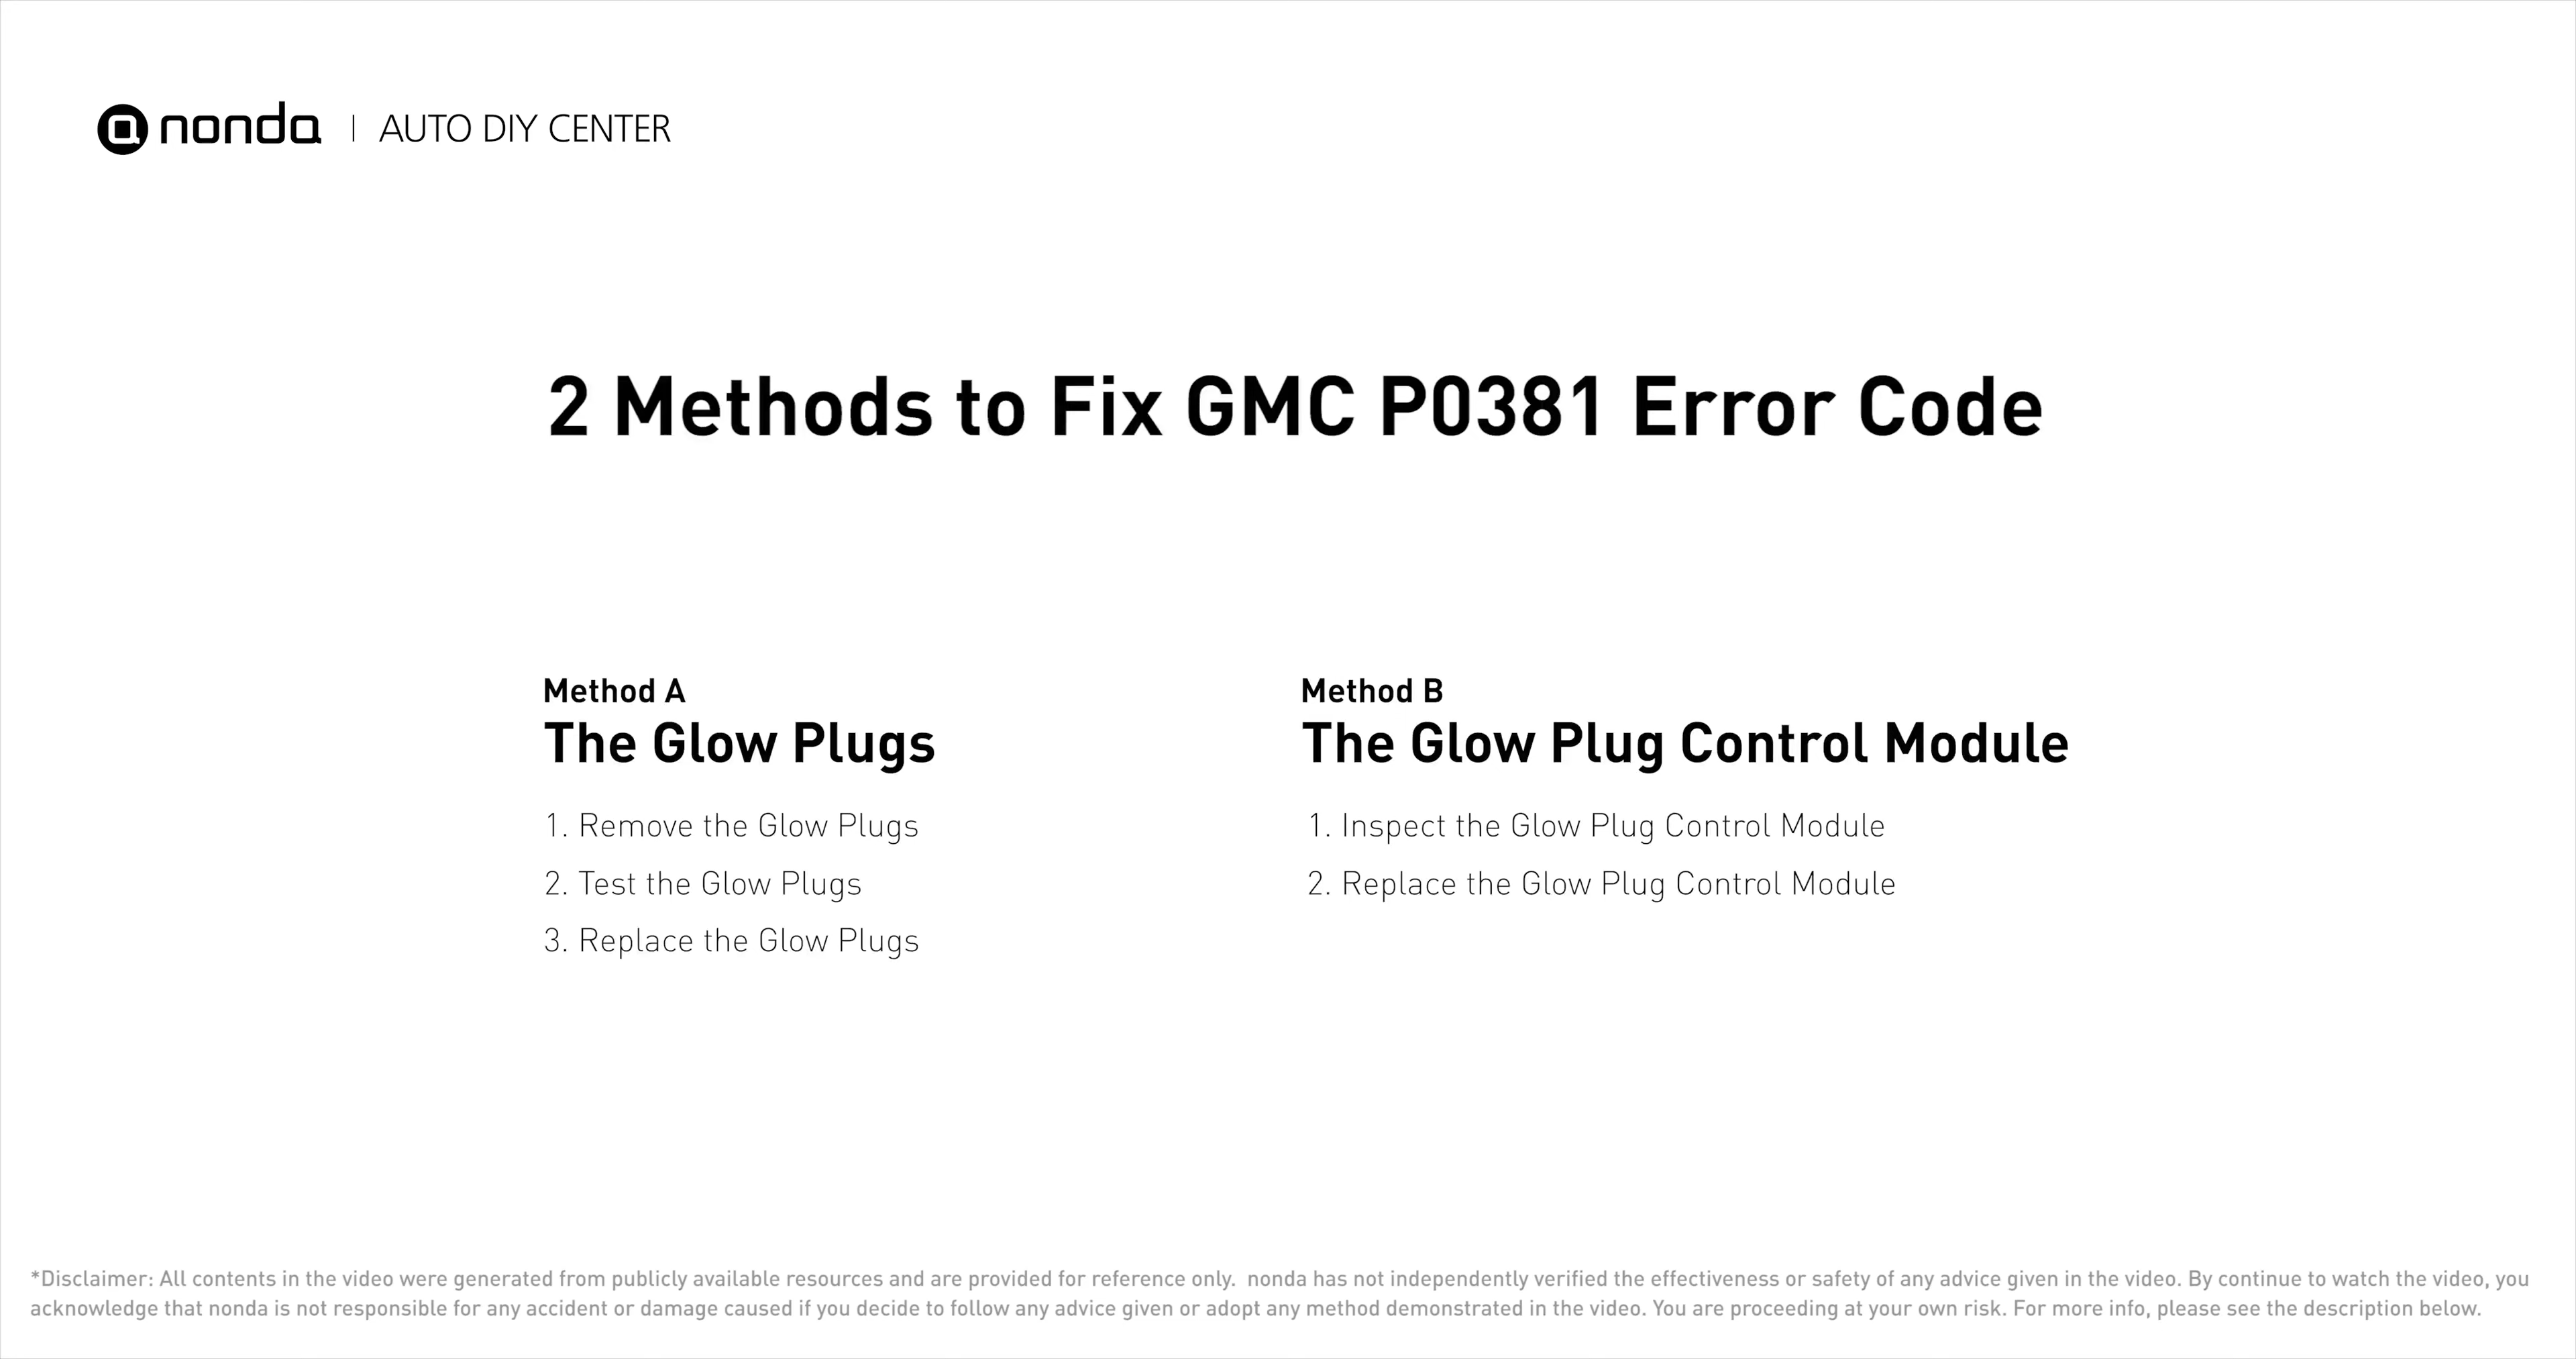 nonda | AUTO DIY CENTER
2 Methods to Fix GMC P0381 Error Code
Method A
The Glow Plugs
1. Remove the Glow Plugs
2. Test the Glow Plugs
3. Replace the Glow Plugs
Method B
The Glow Plug Control Module
1. Inspect the Glow Plug Control Module
2. Replace the Glow Plug Control Module
*Disclaimer: All contents in the video were generated from publicly available resources and are provided for reference only. nonda has not independently verified the effectiveness or safety of any advice given in the video. By continue to watch the video, you
acknowledge that nonda is not responsible for any accident or damage caused if you decide to follow any advice given or adopt any method demonstrated in the video. You are proceeding at your own risk. For more info, please see the description below.